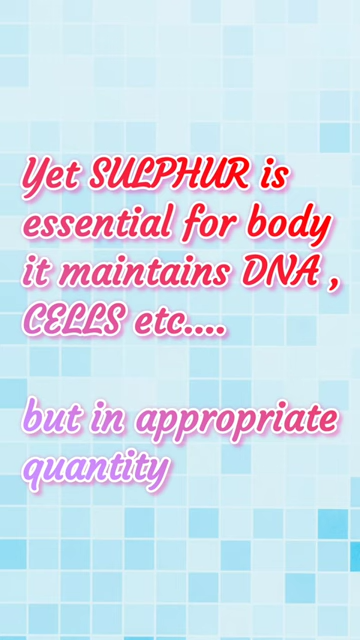 Yet SULPHUR is
essential for body
it maintains DNA ,
CELLS etc....
but in appropriate
quantity